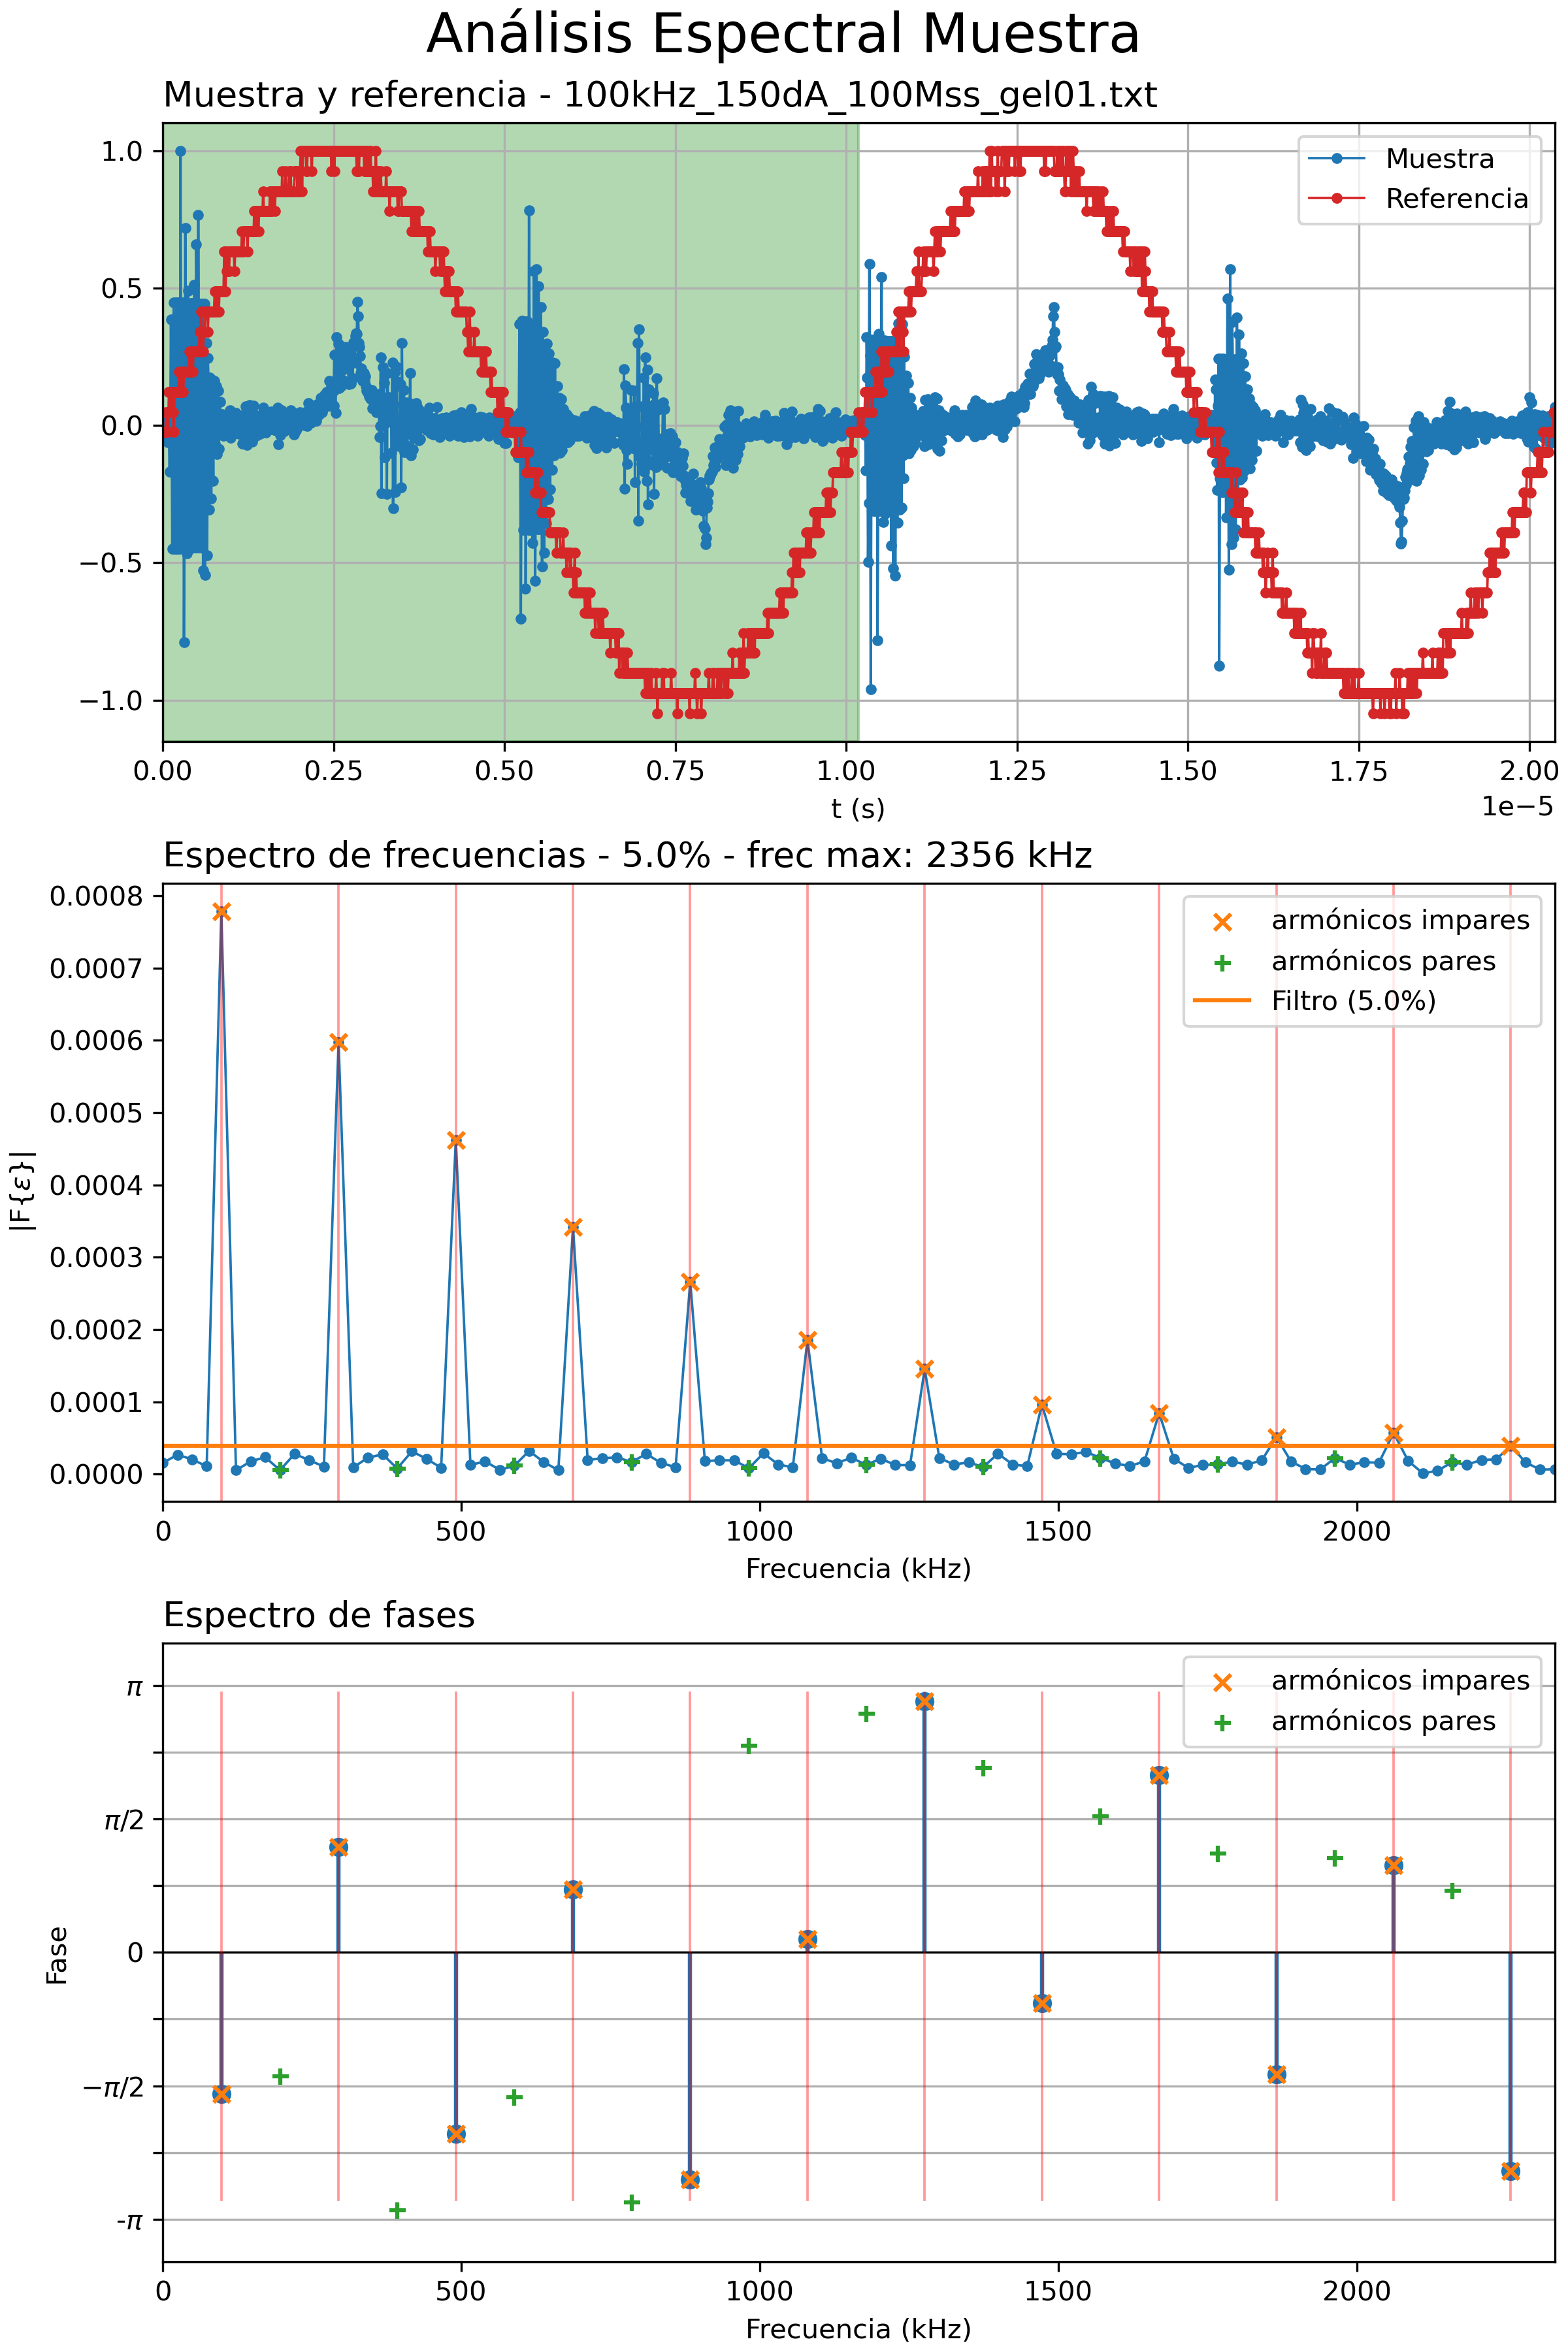 Análisis Espectral Muestra
Muestra y referencia - 100kHz_150dA_100Mss_gel01.txt
Muestra
Referencia
1.0
0.5
0.0
−0.5
−1.0
0.00 0.25 0.50 0.75 1.00 1.25 1.50 1.75 2.00
t (s)
1e−5
Espectro de frecuencias - 5.0% - frec max: 2356 kHz
armónicos impares
armónicos pares
Filtro (5.0%)
|F{ε}|
0.0008
0.0007
0.0006
0.0005
0.0004
0.0003
0.0002
0.0001
0.0000
0 500 1000 1500 2000
Frecuencia (kHz)
Espectro de fases
armónicos impares
armónicos pares
Fase
π
π/2
0
−π/2
-π
0 500 1000 1500 2000
Frecuencia (kHz)